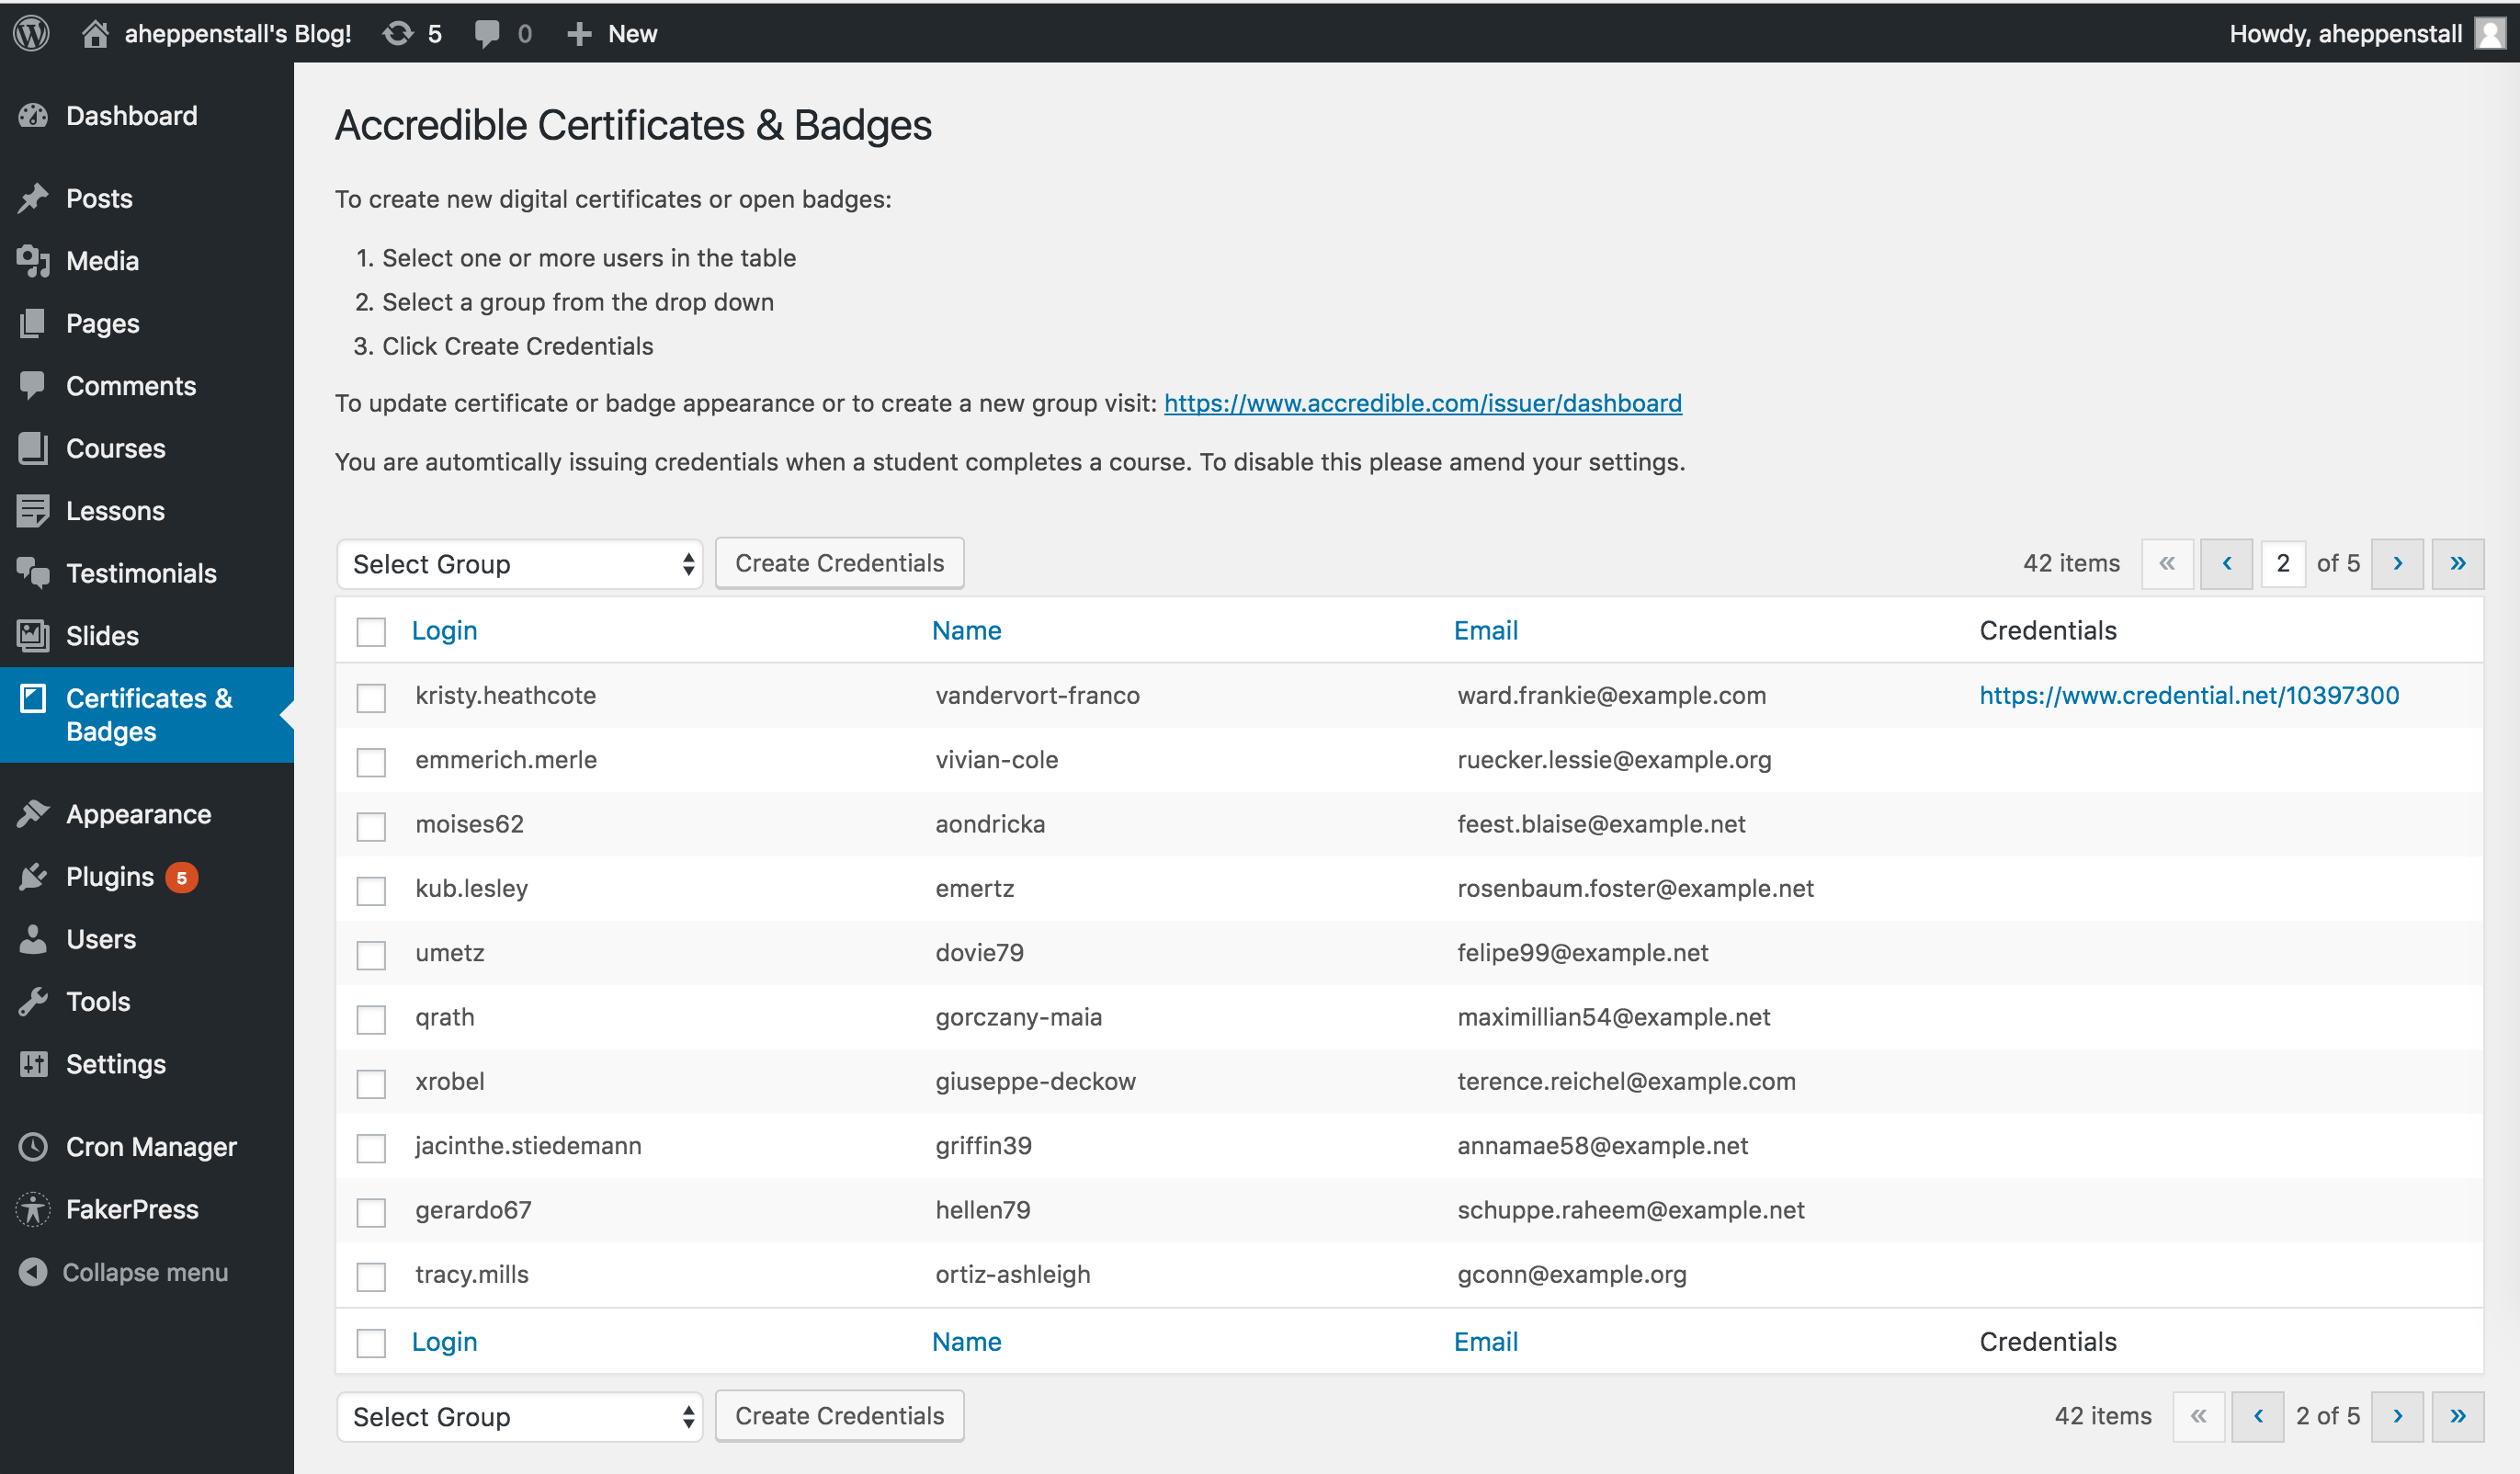 aheppenstall's Blog! 5 0 New Howdy, aheppenstall
Dashboard
Posts
Media
Pages
Comments
Courses
Lessons
Testimonials
Slides
Certificates &
Badges
Appearance
Plugins 5
Users
Tools
Settings
Cron Manager
FakerPress
Collapse menu
Accredible Certificates & Badges
To create new digital certificates or open badges:
1. Select one or more users in the table
2. Select a group from the drop down
3. Click Create Credentials
To update certificate or badge appearance or to create a new group visit: https://www.accredible.com/issuer/dashboard
You are automtically issuing credentials when a student completes a course. To disable this please amend your settings.
Select Group Create Credentials 42 items « ‹ 2 of 5 › »
Login Name Email Credentials
kristy.heathcote vandervort-franco ward.frankie@example.com https://www.credential.net/10397300
emmerich.merle vivian-cole ruecker.lessie@example.org
moises62 aondricka feest.blaise@example.net
kub.lesley emertz rosenbaum.foster@example.net
umetz dovie79 felipe99@example.net
qrath gorczany-maia maximillian54@example.net
xrobel giuseppe-deckow terence.reichel@example.com
jacinthe.stiedemann griffin39 annamae58@example.net
gerardo67 hellen79 schuppe.raheem@example.net
tracy.mills ortiz-ashleigh gconn@example.org
Login Name Email Credentials
Select Group Create Credentials 42 items « ‹ 2 of 5 › »